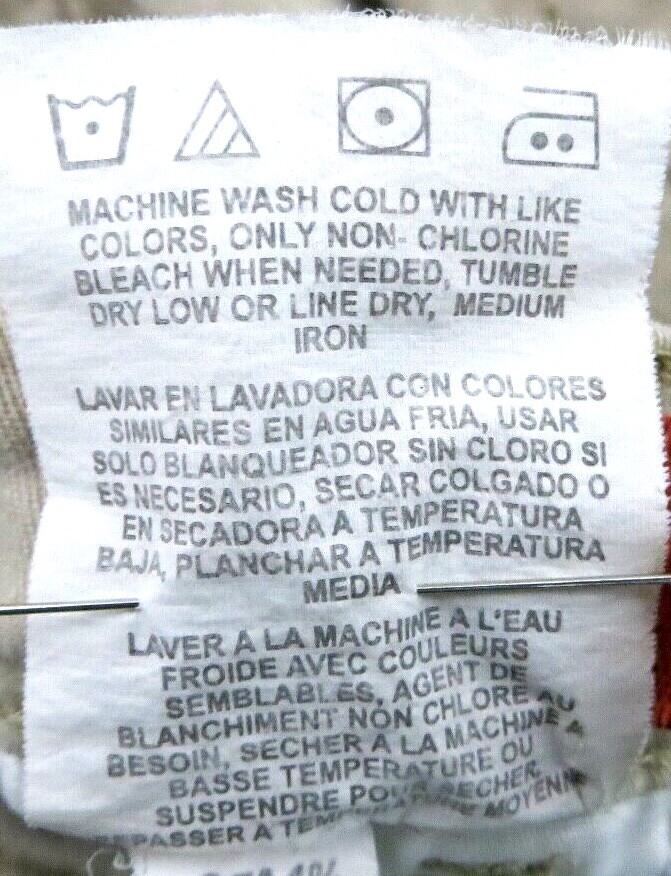 MACHINE WASH COLD WITH LIKE
COLORS, ONLY NON- CHLORINE
BLEACH WHEN NEEDED, TUMBLE
DRY LOW OR LINE DRY, MEDIUM
IRON
LAVAR EN LAVADORA CON COLORES
SIMILARES EN AGUA FRIA, USAR
SOLO BLANQUEADOR SIN CLORO SI
ES NECESARIO, SECAR COLGADO O
EN SECADORA A TEMPERATURA
BAJA, PLANCHAR A TEMPERATURA
MEDIA
LAVER A LA MACHINE A L'EAU
FROIDE AVEC COULEURS
SEMBLABLES, AGENT DE
BLANCHIMENT NON CHLORE AU
BESOIN, SECHER A LA MACHINE A
BASSE TEMPERATURE OU
SUSPENDRE POUR SECHER,
A